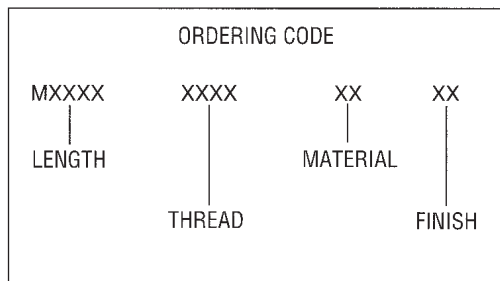 ORDERING CODE
MXXXX XXXX XX XX
LENGTH MATERIAL
THREAD FINISH